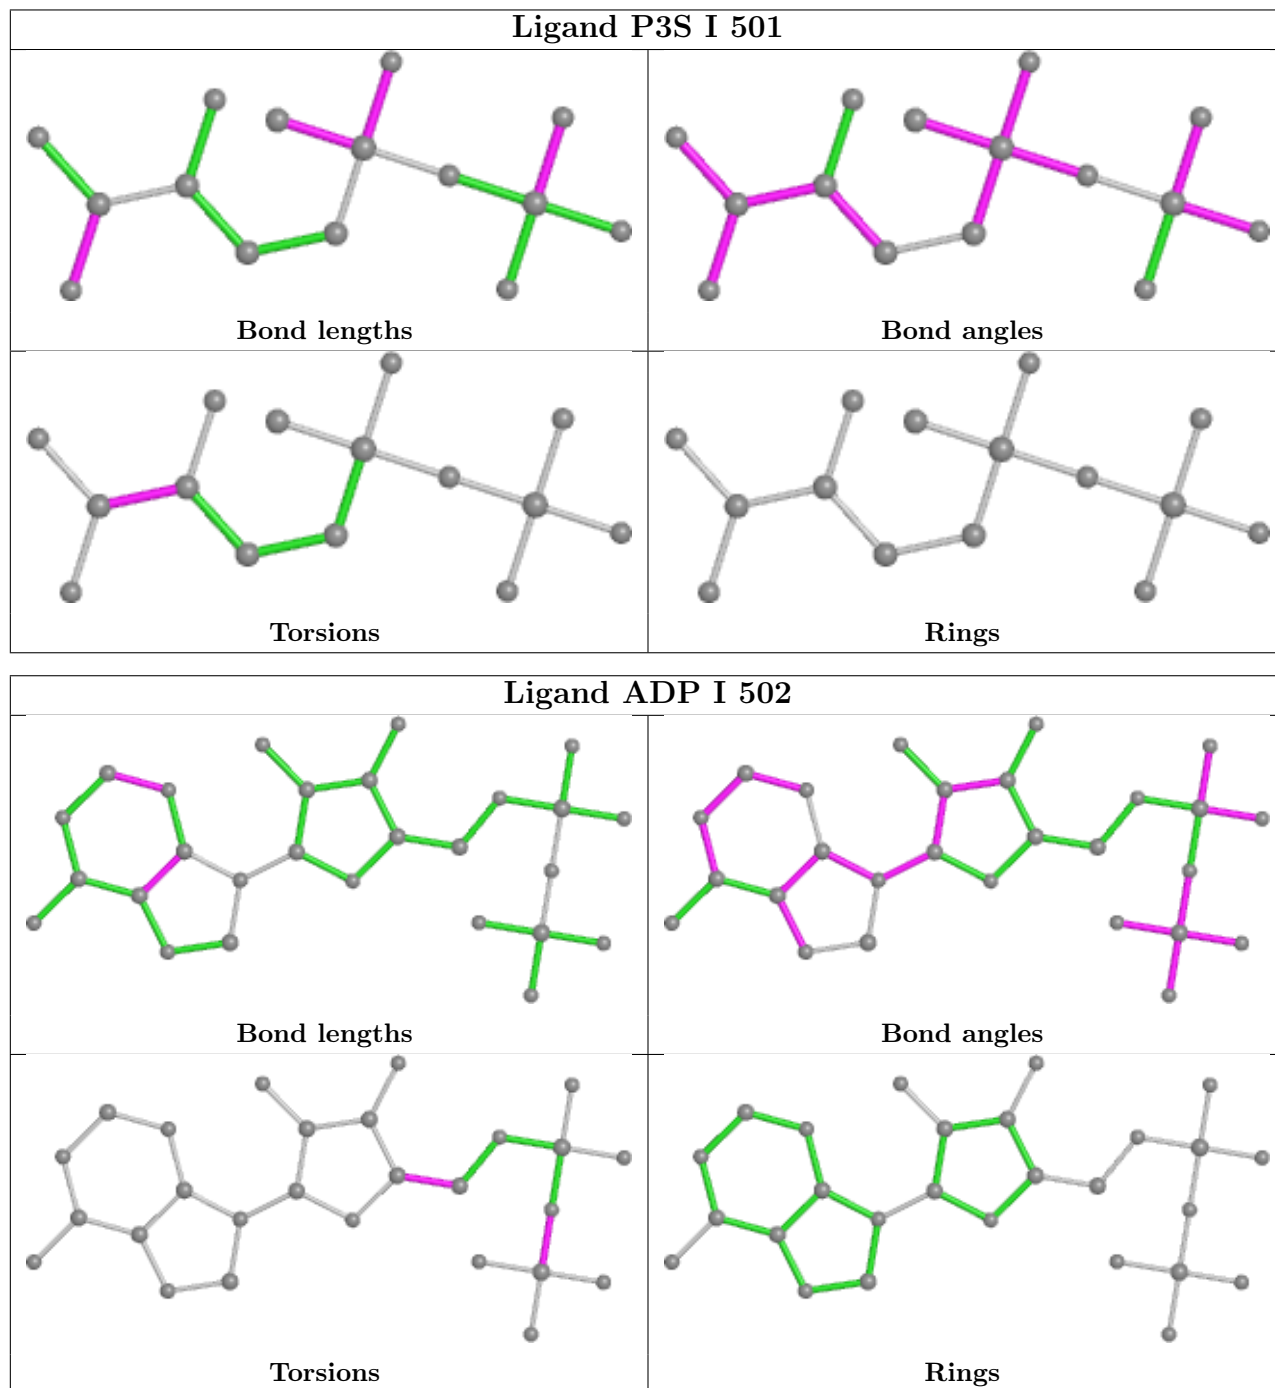 Ligand P3S I 501
Bond lengths
Bond angles
Torsions
Rings
Ligand ADP I 502
Bond lengths
Bond angles
Torsions
Rings